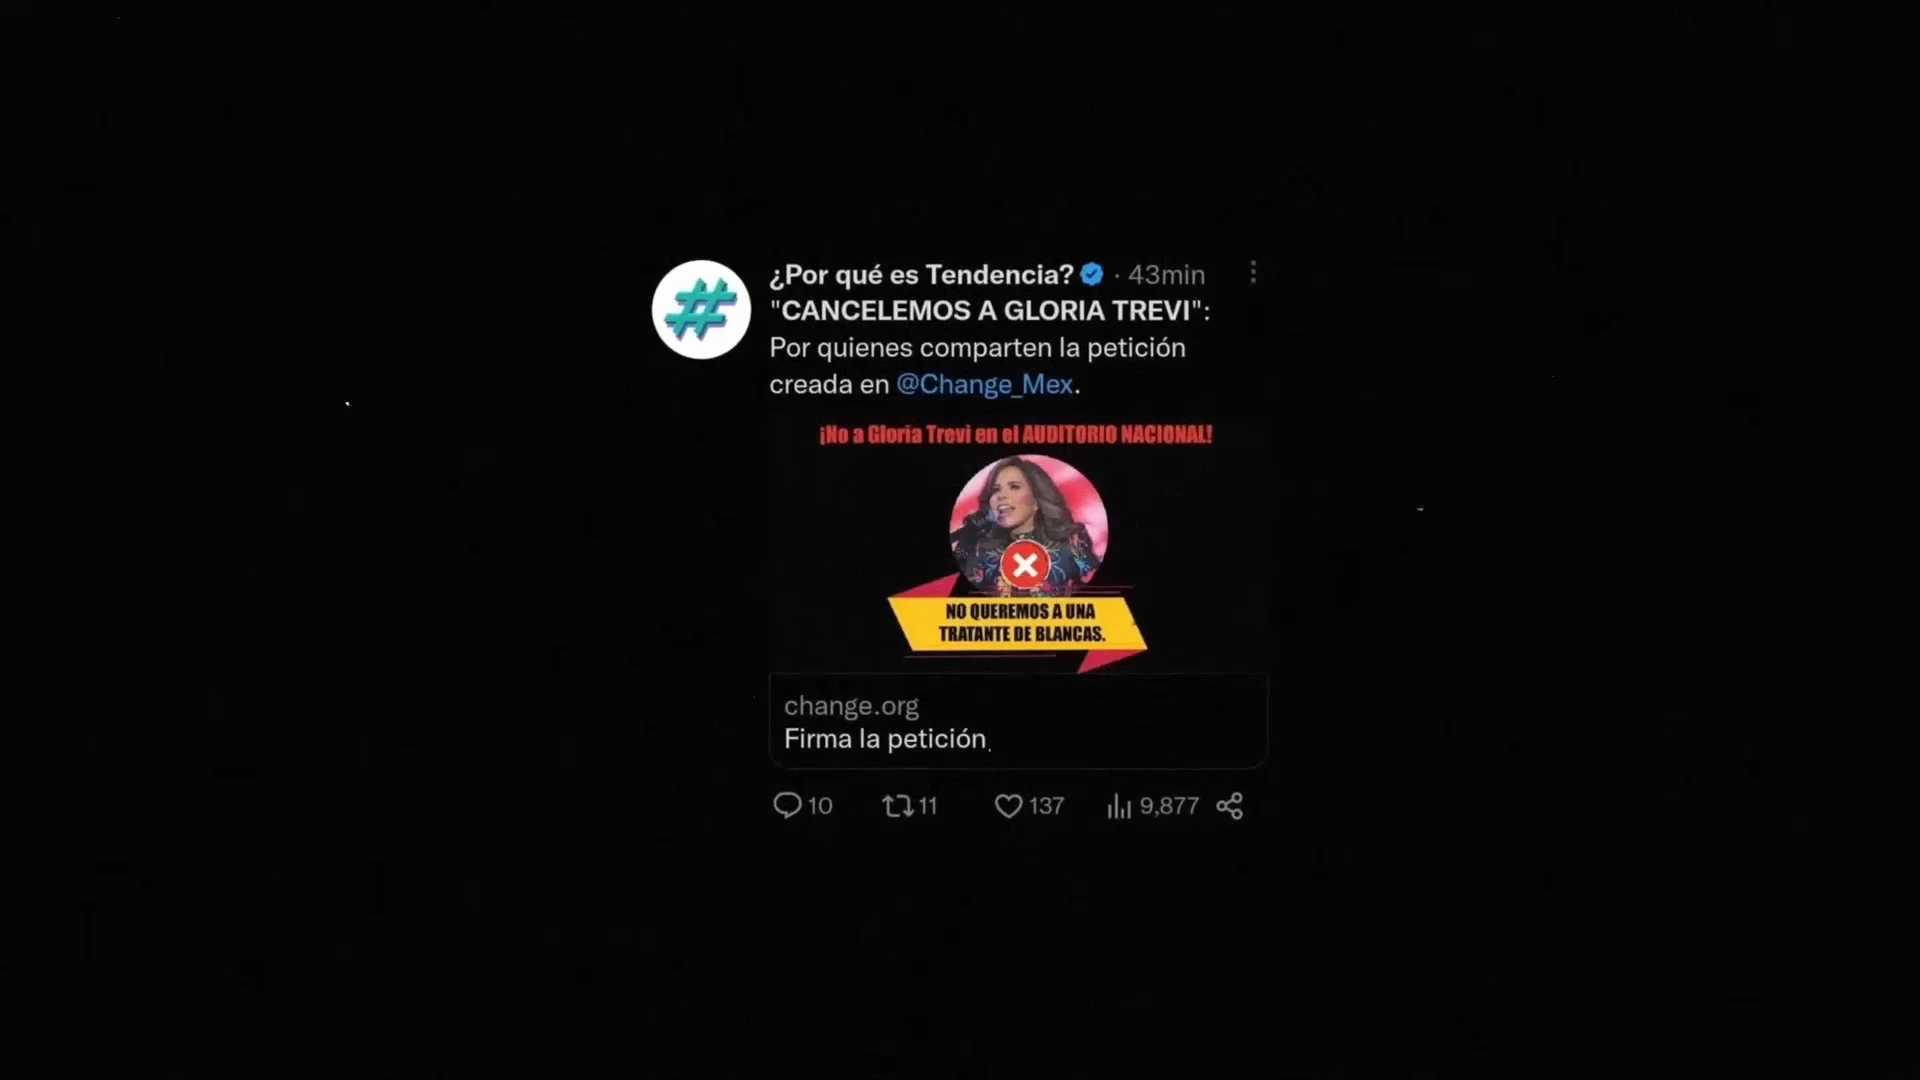 ¿Por qué es Tendencia? · 43min
"CANCELEMOS A GLORIA TREVI":
Por quienes comparten la petición
creada en @Change_Mex.
¡No a Gloria Trevi en el AUDITORIO NACIONAL!
NO QUEREMOS A UNA
TRATANTE DE BLANCAS.
change.org
Firma la petición
10 11 137 9,877